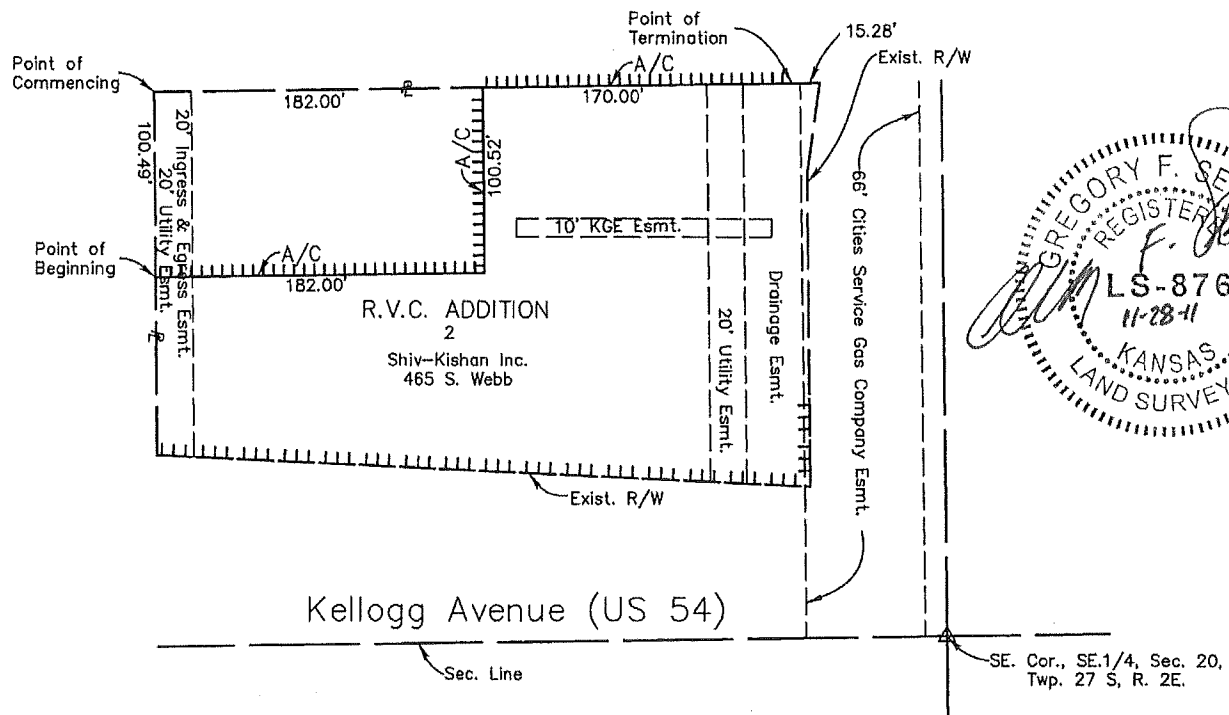 Point of
Termination
15.28'
Exist. R/W
Point of
Commencing
A/C
182.00'
170.00'
20' Ingress & Egress Esmt.
20' Utility Esmt.
100.49'
A/C
100.52'
10' KGE Esmt.
66' Cities Service Gas Company Esmt.
Point of
Beginning
A/C
182.00'
R.V.C. ADDITION
2
Shiv-Kishan Inc.
465 S. Webb
20' Utility Esmt.
Drainage Esmt.
Exist. R/W
GREGORY F. SE
REGISTER
LS-876
11-28-11
KANSAS
LAND SURVEY
Kellogg Avenue (US 54)
Sec. Line
SE. Cor., SE.1/4, Sec. 20,
Twp. 27 S, R. 2E.